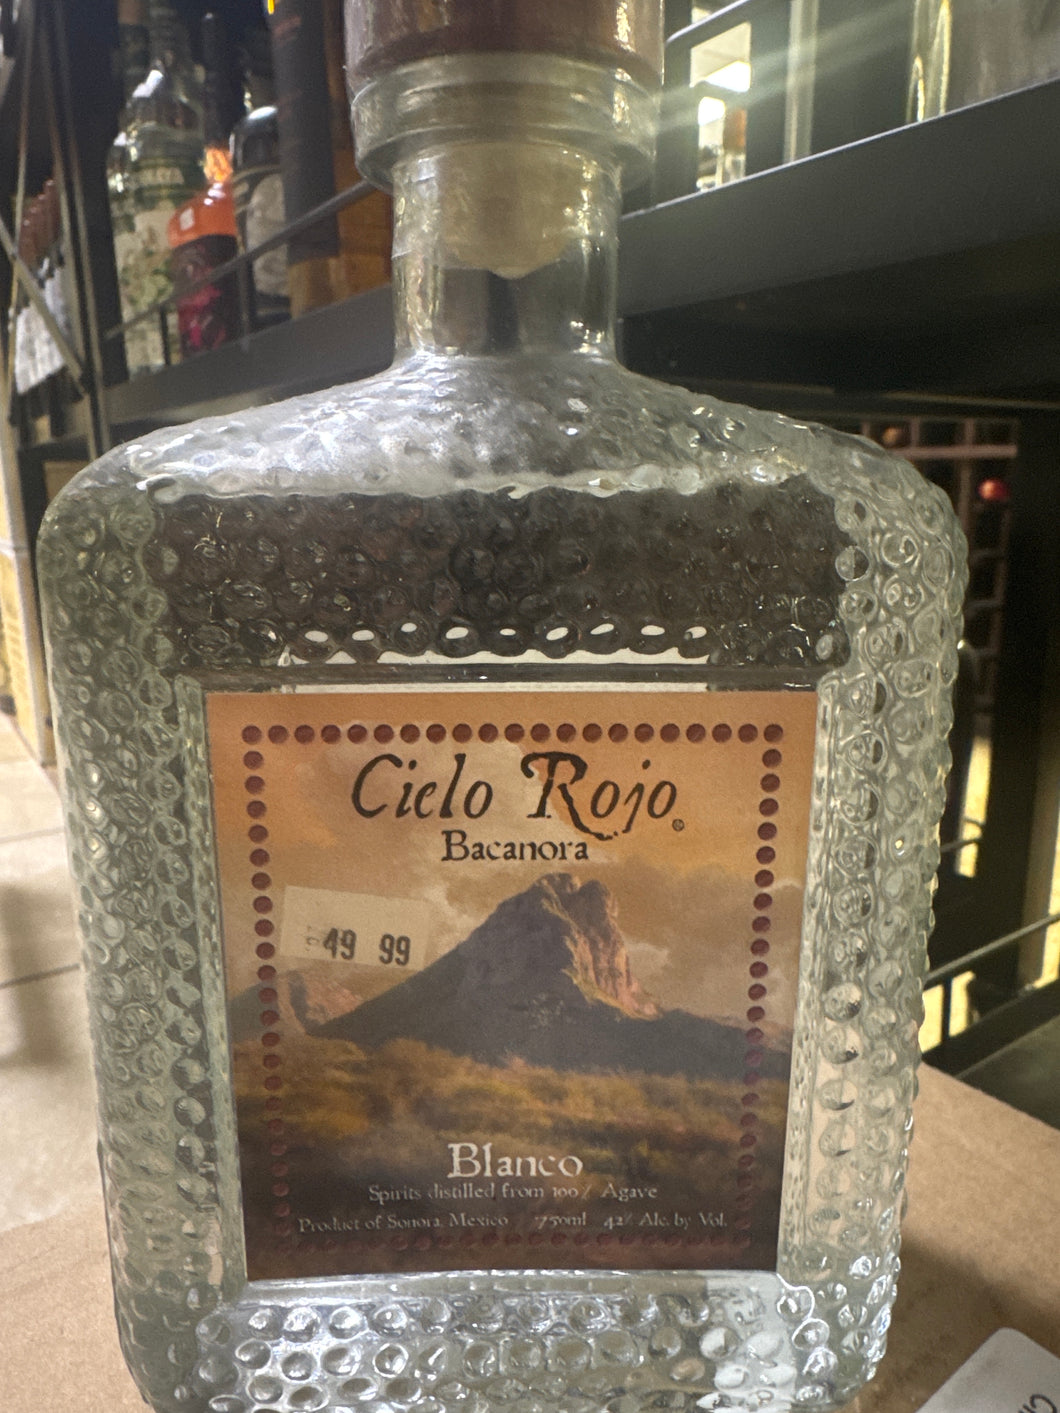 Cielo Rojo®
Bacanora
49 99
Blanco
Spirits distilled from 100% Agave
Product of Sonora, Mexico 750ml 42% Alc. by Vol.